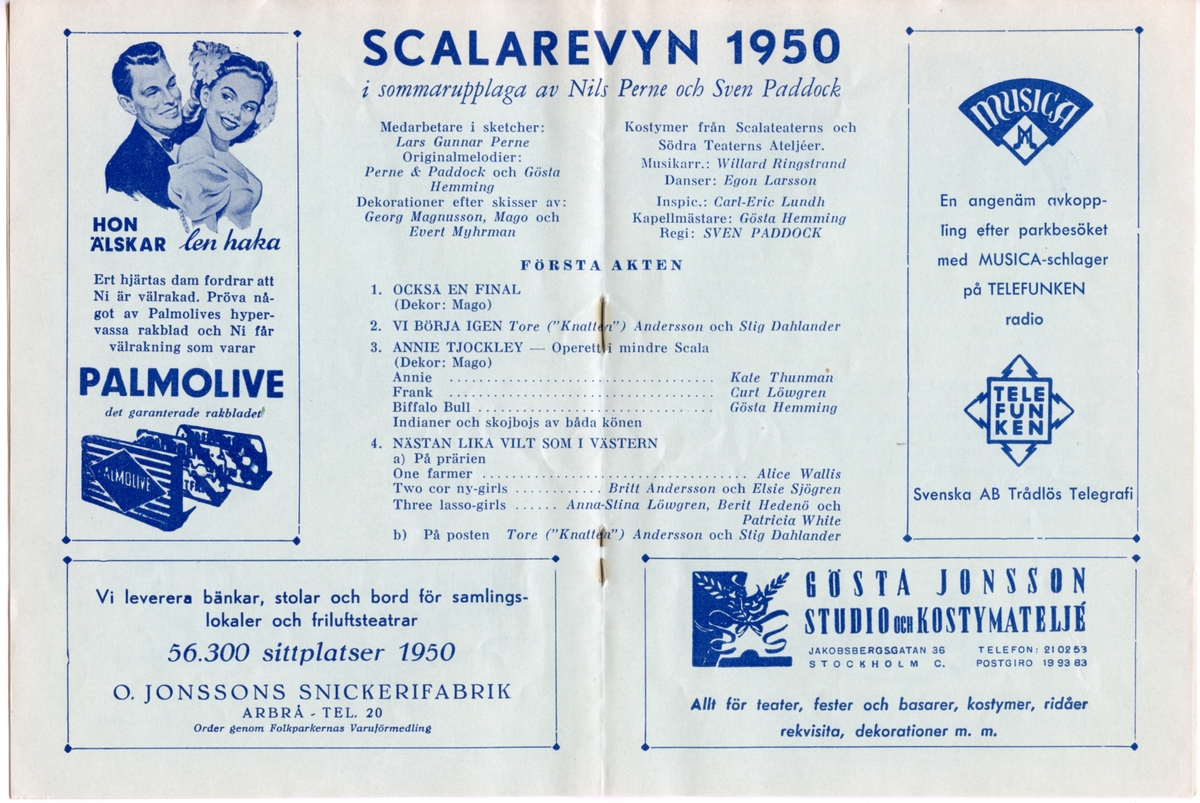 SCALAREVYN 1950
i sommarupplaga av Nils Perne och Sven Paddock
Medarbetare i sketcher:
Lars Gunnar Perne
Originalmelodier:
Perne & Paddock och Gösta
Hemming
Dekorationer efter skisser av:
Georg Magnusson, Mago och
Evert Myhrman
Kostymer från Scalateaterns och
Södra Teaterns Ateljéer.
Musikarr.: Willard Ringstrand
Danser: Egon Larsson
Inspic.: Carl-Eric Lundh
Kapellmästare: Gösta Hemming
Regi: SVEN PADDOCK
FÖRSTA AKTEN
1. OCKSÅ EN FINAL
(Dekor: Mago)
2. VI BÖRJA IGEN Tore ("Knatten") Andersson och Stig Dahlander
3. ANNIE TJOCKLEY — Operett i mindre Scala
(Dekor: Mago)
Annie .................................... Kate Thunman
Frank .................................... Curt Löwgren
Biffalo Bull ................................ Gösta Hemming
Indianer och skojbojs av båda könen
4. NÄSTAN LIKA VILT SOM I VÄSTERN
a) På prärien
One farmer .................................... Alice Wallis
Two cor ny-girls ............ Britt Andersson och Elsie Sjögren
Three lasso-girls ...... Anna-Stina Löwgren, Berit Hedenö och
Patricia White
b) På posten Tore ("Knatten") Andersson och Stig Dahlander
HON
ÄLSKAR len haka
Ert hjärtas dam fordrar att
Ni är välrakad. Pröva nå-
got av Palmolives hyper-
vassa rakblad och Ni får
välrakning som varar
PALMOLIVE
det garanterade rakbladet
PALMOLIVE
MUSICA
M
En angenäm avkopp-
ling efter parkbesöket
med MUSICA-schlager
på TELEFUNKEN
radio
TELE
FUN
KEN
Svenska AB Trådlös Telegrafi
Vi leverera bänkar, stolar och bord för samlings-
lokaler och friluftsteatrar
56.300 sittplatser 1950
O. JONSSONS SNICKERIFABRIK
ARBRÅ - TEL. 20
Order genom Folkparkernas Varuförmedling
GÖSTA JONSSON
STUDIO OCH KOSTYMATELJÉ
JAKOBSBERGSGATAN 36 TELEFON: 21 02 53
STOCKHOLM C. POSTGIRO 19 93 83
Allt för teater, fester och basarer, kostymer, ridåer
rekvisita, dekorationer m. m.